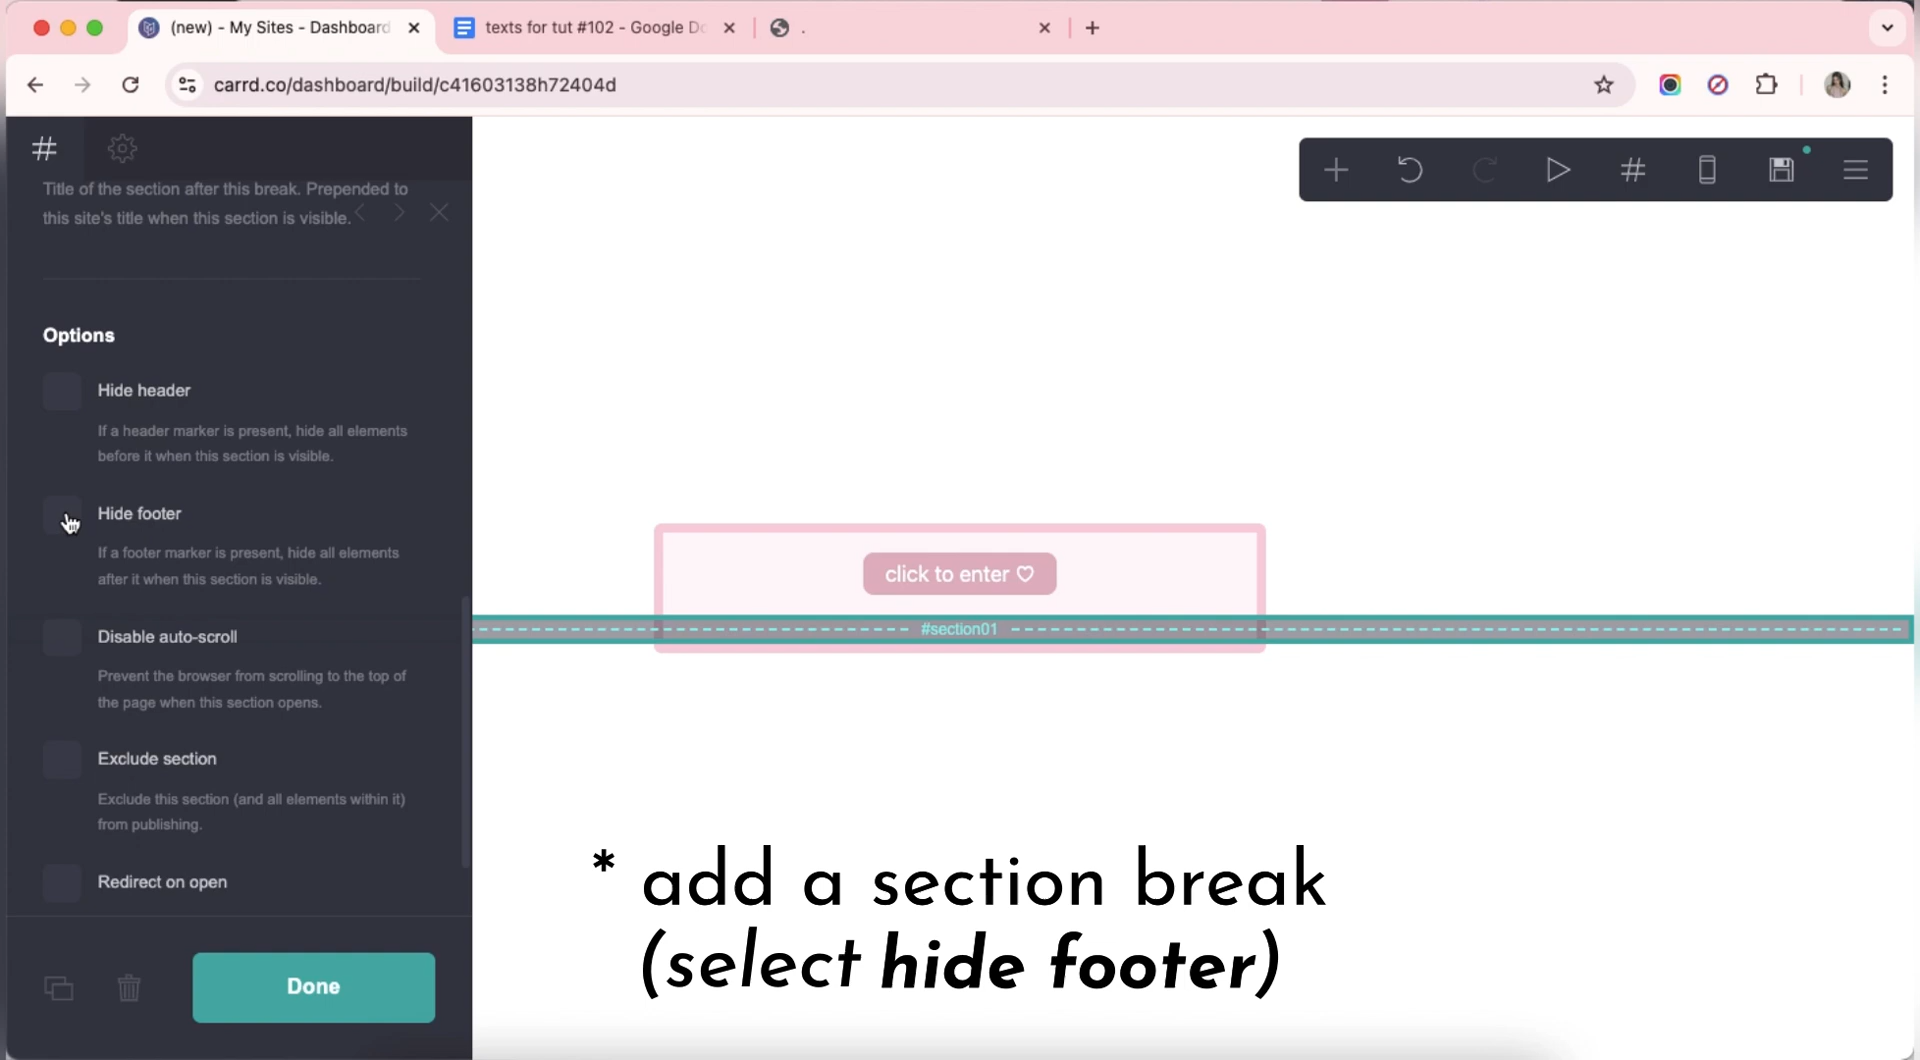 (new) - My Sites - Dashboard
texts for tut #102 - Google Do
.
carrd.co/dashboard/build/c41603138h72404d
Title of the section after this break. Prepended to
this site's title when this section is visible.
Options
Hide header
If a header marker is present, hide all elements
before it when this section is visible.
Hide footer
If a footer marker is present, hide all elements
after it when this section is visible.
Disable auto-scroll
Prevent the browser from scrolling to the top of
the page when this section opens.
Exclude section
Exclude this section (and all elements within it)
from publishing.
Redirect on open
Done
click to enter ♡
#section01
* add a section break
(select hide footer)